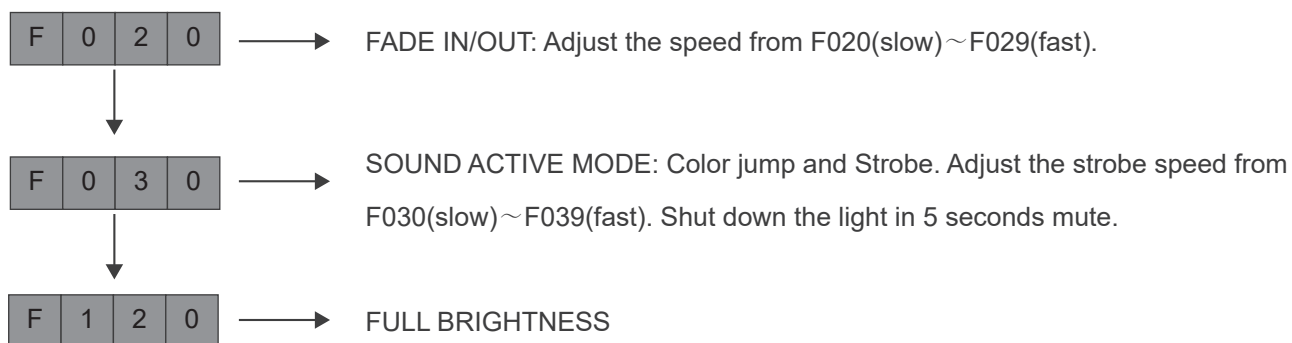 F 0 2 0
FADE IN/OUT: Adjust the speed from F020(slow)～F029(fast).
F 0 3 0
SOUND ACTIVE MODE: Color jump and Strobe. Adjust the strobe speed from
F030(slow)～F039(fast). Shut down the light in 5 seconds mute.
F 1 2 0
FULL BRIGHTNESS